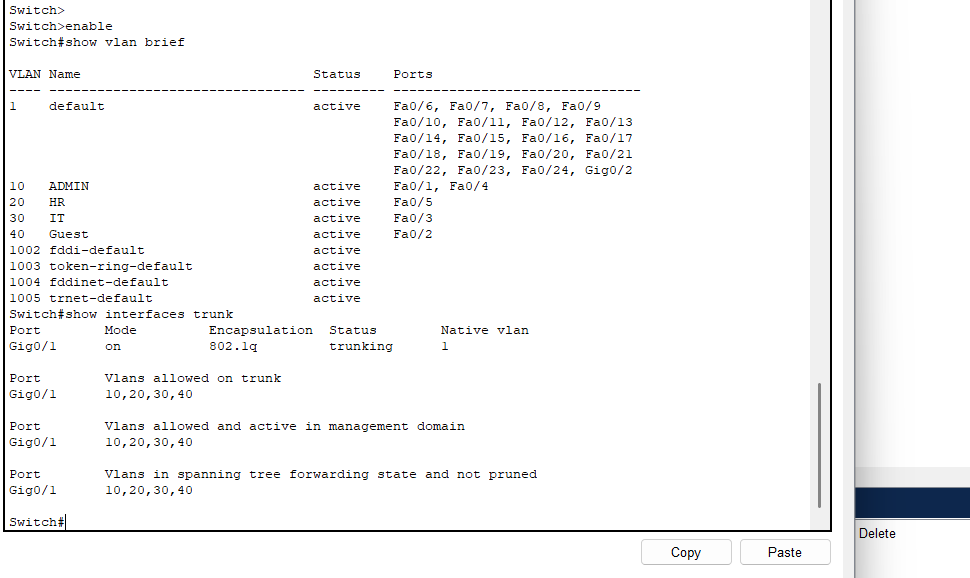 Switch>
Switch>enable
Switch#show vlan brief
VLAN Name                             Status    Ports
---- -------------------------------- --------- -------------------------------
1    default                          active    Fa0/6, Fa0/7, Fa0/8, Fa0/9
                                                Fa0/10, Fa0/11, Fa0/12, Fa0/13
                                                Fa0/14, Fa0/15, Fa0/16, Fa0/17
                                                Fa0/18, Fa0/19, Fa0/20, Fa0/21
                                                Fa0/22, Fa0/23, Fa0/24, Gig0/2
10   ADMIN                            active    Fa0/1, Fa0/4
20   HR                               active    Fa0/5
30   IT                               active    Fa0/3
40   Guest                            active    Fa0/2
1002 fddi-default                     active
1003 token-ring-default               active
1004 fddinet-default                  active
1005 trnet-default                    active
Switch#show interfaces trunk
Port        Mode         Encapsulation  Status        Native vlan
Gig0/1      on           802.1q         trunking      1
Port        Vlans allowed on trunk
Gig0/1      10,20,30,40
Port        Vlans allowed and active in management domain
Gig0/1      10,20,30,40
Port        Vlans in spanning tree forwarding state and not pruned
Gig0/1      10,20,30,40
Switch#
Delete
Copy
Paste